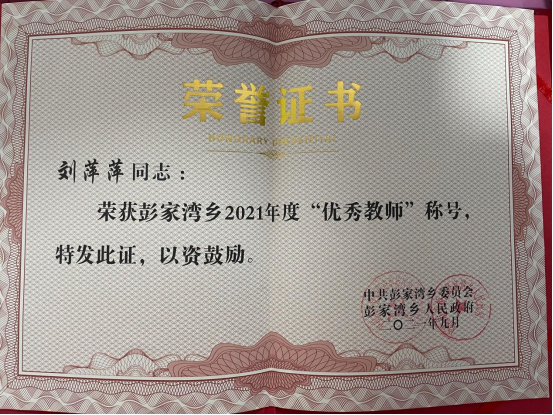 荣誉证书
HONORARY CREDENTIAL
刘萍萍同志：
荣获彭家湾乡2021年度“优秀教师”称号，
特发此证，以资鼓励。
中共彭家湾乡委员会
彭家湾乡人民政府
二〇二一年九月